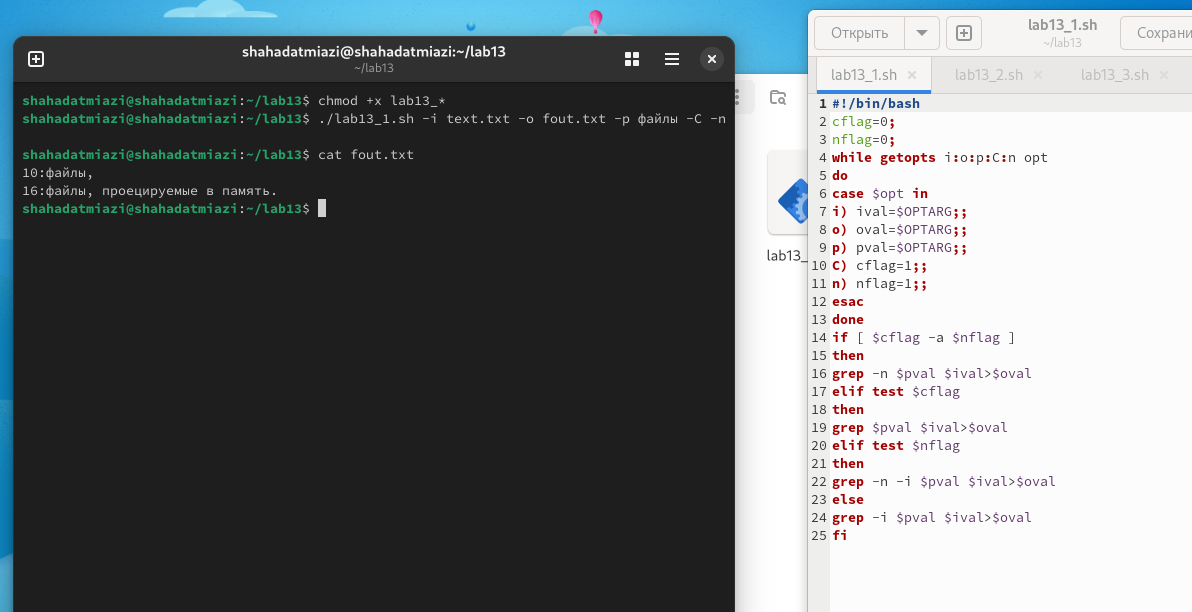 shahadatmiazi@shahadatmiazi:~/lab13
~/lab13
shahadatmiazi@shahadatmiazi:~/lab13$ chmod +x lab13_*
shahadatmiazi@shahadatmiazi:~/lab13$ ./lab13_1.sh -i text.txt -o fout.txt -p файлы -C -n
shahadatmiazi@shahadatmiazi:~/lab13$ cat fout.txt
10:файлы,
16:файлы, проецируемые в память.
shahadatmiazi@shahadatmiazi:~/lab13$
lab13_
Открыть
lab13_1.sh
~/lab13
Сохрани
lab13_1.sh
lab13_2.sh
lab13_3.sh
1 #!/bin/bash
2 cflag=0;
3 nflag=0;
4 while getopts i:o:p:C:n opt
5 do
6 case $opt in
7 i) ival=$OPTARG;;
8 o) oval=$OPTARG;;
9 p) pval=$OPTARG;;
10 C) cflag=1;;
11 n) nflag=1;;
12 esac
13 done
14 if [ $cflag -a $nflag ]
15 then
16 grep -n $pval $ival>$oval
17 elif test $cflag
18 then
19 grep $pval $ival>$oval
20 elif test $nflag
21 then
22 grep -n -i $pval $ival>$oval
23 else
24 grep -i $pval $ival>$oval
25 fi